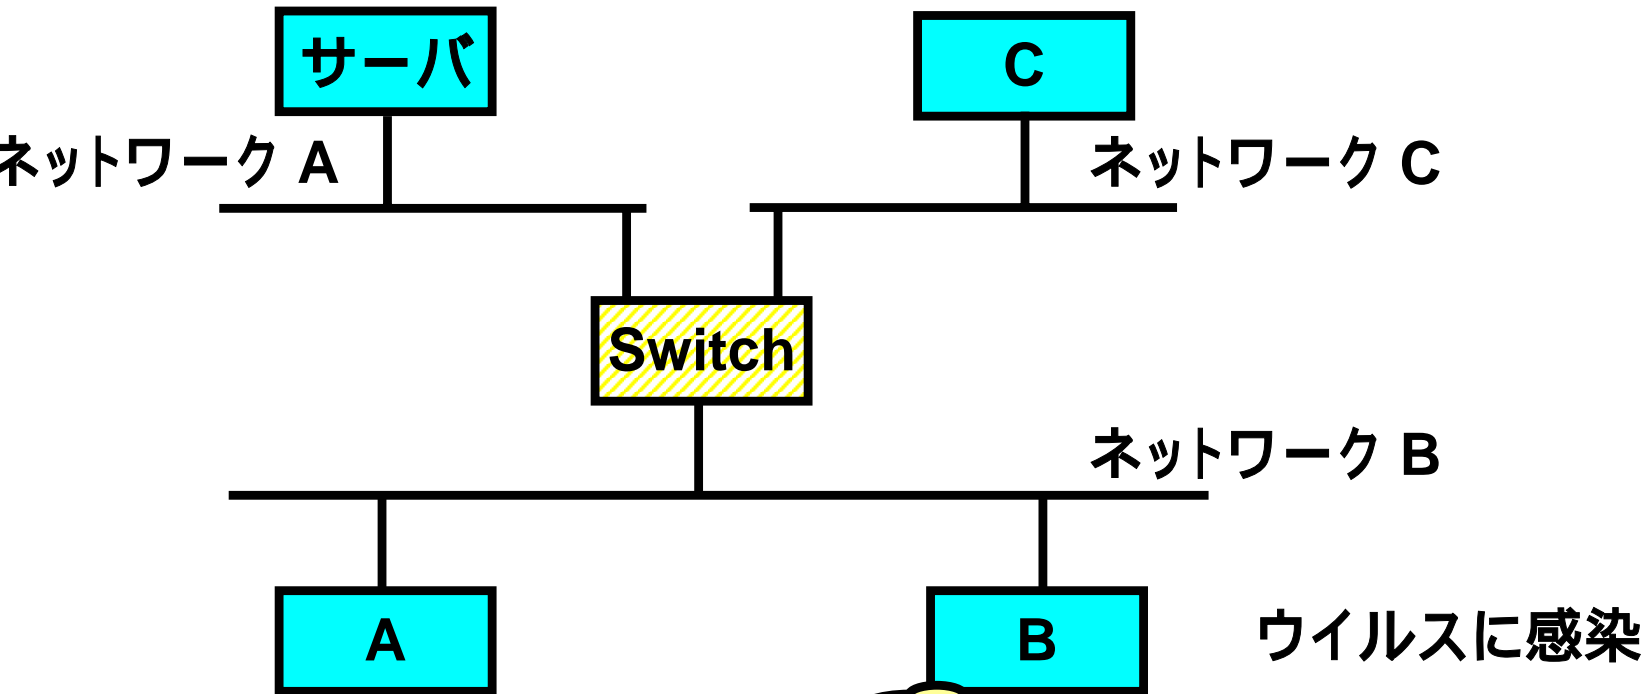 サーバ
C
ネットワーク A
ネットワーク C
Switch
ネットワーク B
A
B
ウイルスに感染